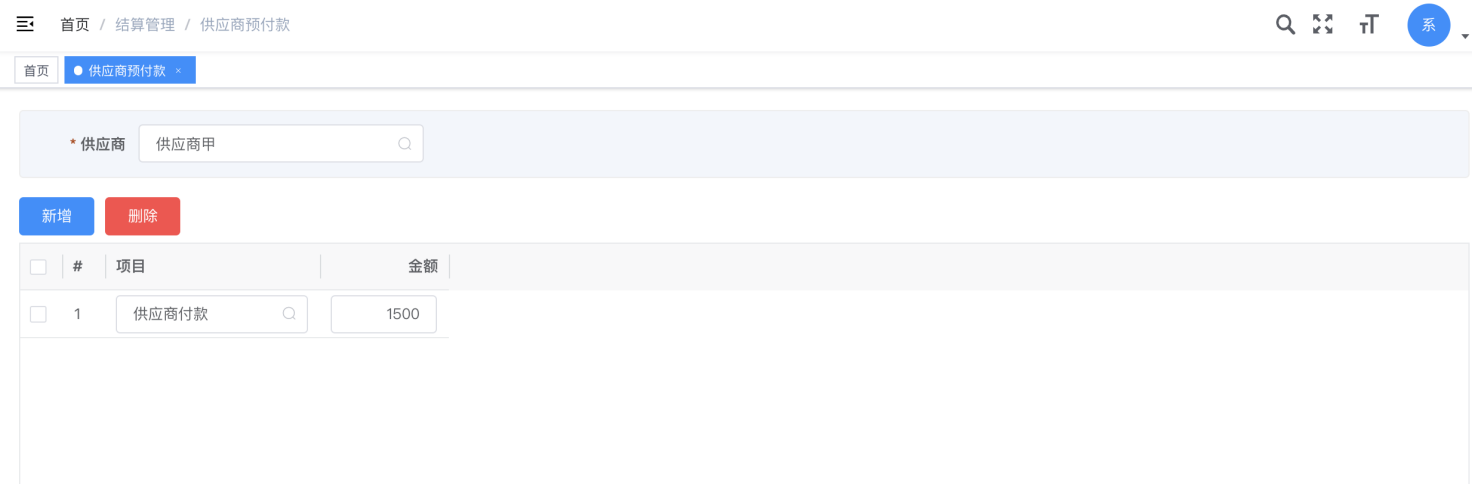 首页 / 结算管理 / 供应商预付款
系
首页
供应商预付款 ×
* 供应商 供应商甲
新增 删除
# 项目 金额
1 供应商付款 1500